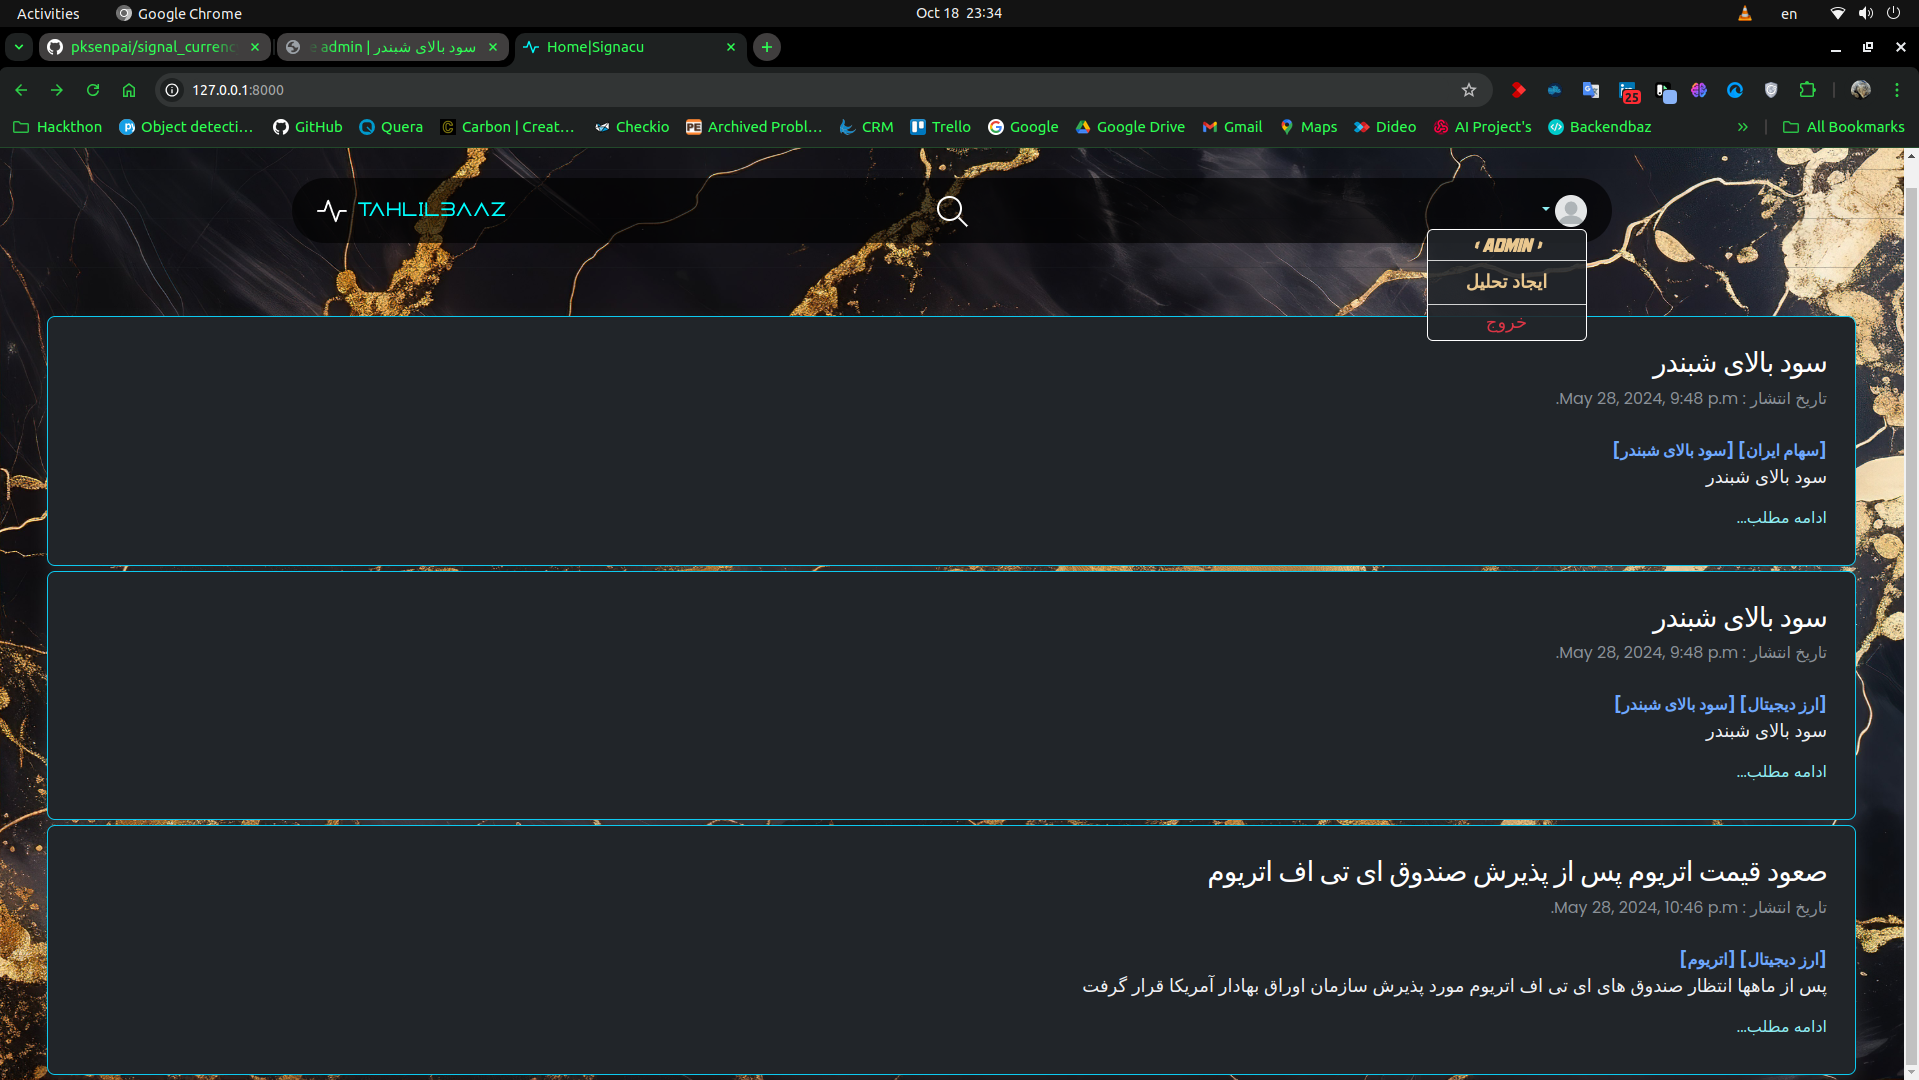 Activities Google Chrome Oct 18 23:34 en
pksenpai/signal_currenc e admin | سود بالای شبندر Home|Signacu
127.0.0.1:8000 25
Hackthon Object detecti... GitHub Quera Carbon | Creat... Checkio Archived Probl... CRM Trello Google Google Drive Gmail Maps Dideo AI Project's Backendbaz » All Bookmarks
TAHLILBAAZ
ADMIN
ایجاد تحلیل
خروج
سود بالای شبندر
تاریخ انتشار : May 28, 2024, 9:48 p.m.
[سهام ایران] [سود بالای شبندر]
سود بالای شبندر
ادامه مطلب...
سود بالای شبندر
تاریخ انتشار : May 28, 2024, 9:48 p.m.
[ارز دیجیتال] [سود بالای شبندر]
سود بالای شبندر
ادامه مطلب...
صعود قیمت اتریوم پس از پذیرش صندوق ای تی اف اتریوم
تاریخ انتشار : May 28, 2024, 10:46 p.m.
[ارز دیجیتال] [اتریوم]
پس از ماهها انتظار صندوق های ای تی اف اتریوم مورد پذیرش سازمان اوراق بهادار آمریکا قرار گرفت
ادامه مطلب...